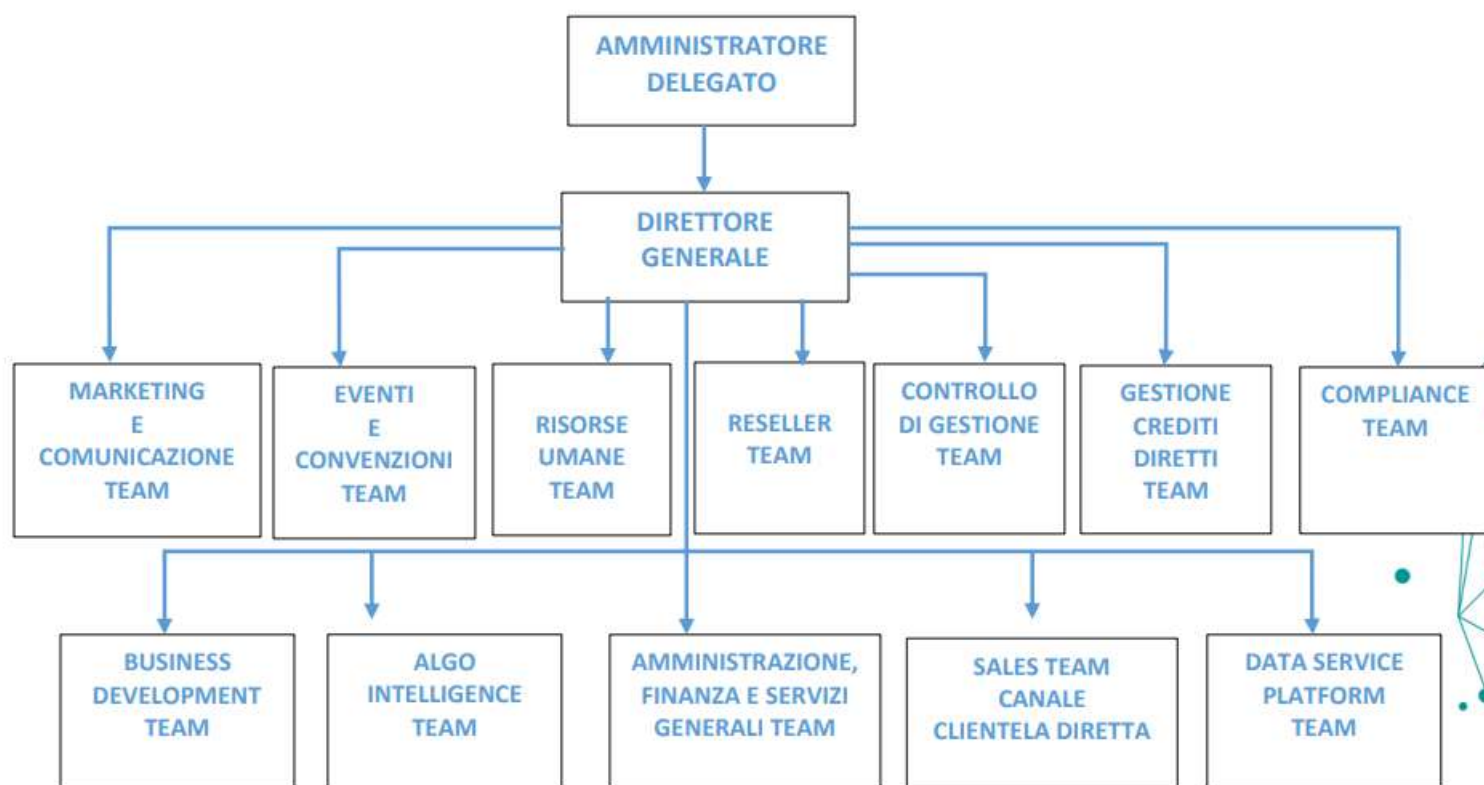 AMMINISTRATORE
DELEGATO
DIRETTORE
GENERALE
MARKETING
E
COMUNICAZIONE
TEAM
EVENTI
E
CONVENZIONI
TEAM
RISORSE
UMANE
TEAM
RESELLER
TEAM
CONTROLLO
DI GESTIONE
TEAM
GESTIONE
CREDITI
DIRETTI
TEAM
COMPLIANCE
TEAM
BUSINESS
DEVELOPMENT
TEAM
ALGO
INTELLIGENCE
TEAM
AMMINISTRAZIONE,
FINANZA E SERVIZI
GENERALI TEAM
SALES TEAM
CANALE
CLIENTELA DIRETTA
DATA SERVICE
PLATFORM
TEAM